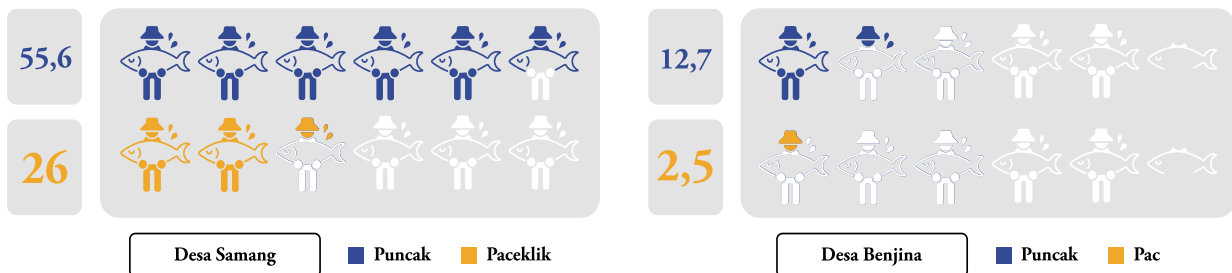 55,6
26
Desa Samang Puncak Paceklik
12,7
2,5
Desa Benjina Puncak Pac